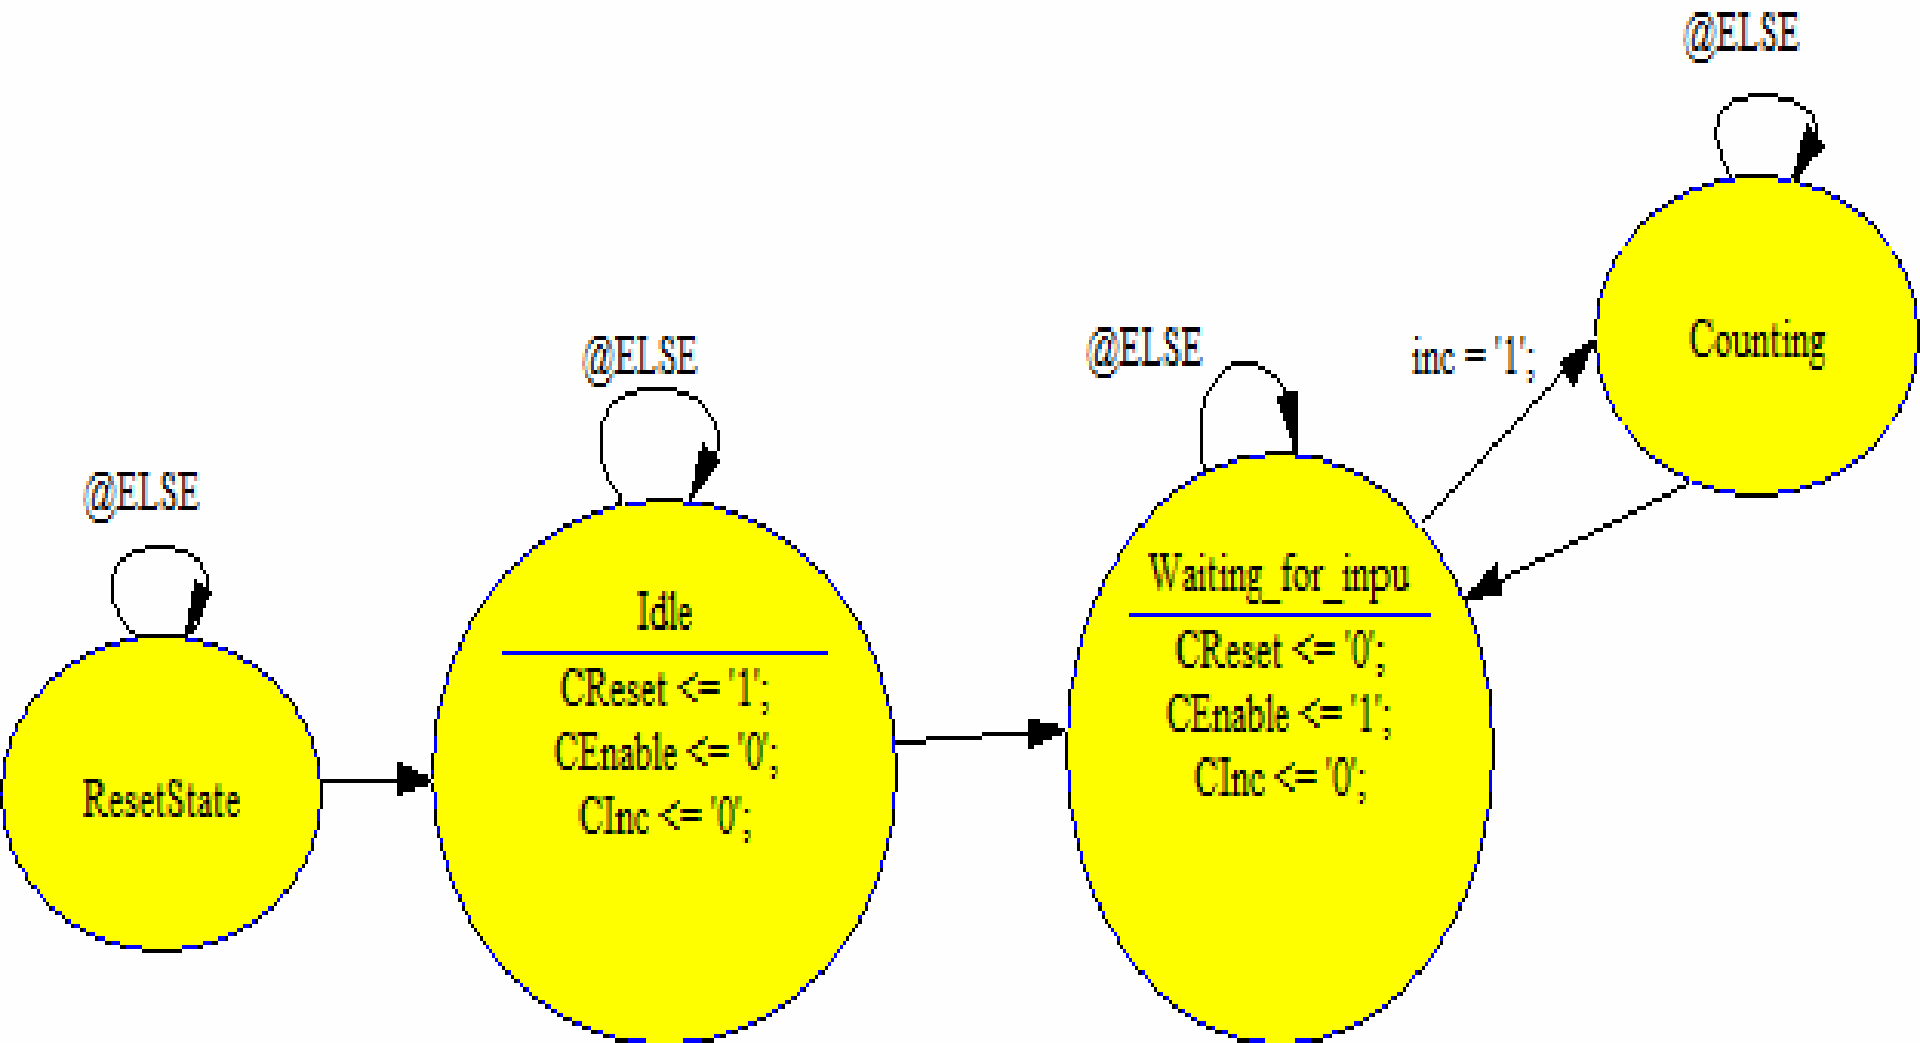 @ELSE
ResetState
@ELSE
Idle
CReset <= '1';
CEnable <= '0';
CInc <= '0';
@ELSE
Waiting_for_inpu
CReset <= '0';
CEnable <= '1';
CInc <= '0';
inc = '1';
@ELSE
Counting